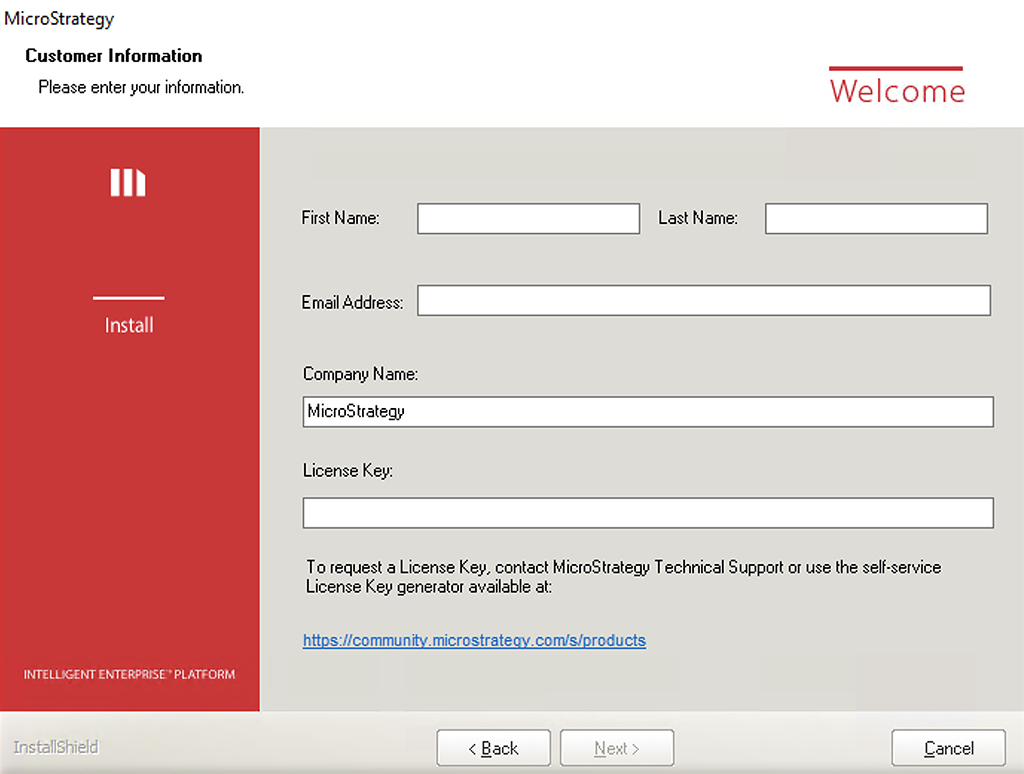 MicroStrategy
Customer Information
Please enter your information.
Welcome
Install
First Name:
Last Name:
Email Address:
Company Name:
MicroStrategy
License Key:
To request a License Key, contact MicroStrategy Technical Support or use the self-service
License Key generator available at:
https://community.microstrategy.com/s/products
INTELLIGENT ENTERPRISE™ PLATFORM
InstallShield
< Back
Next >
Cancel